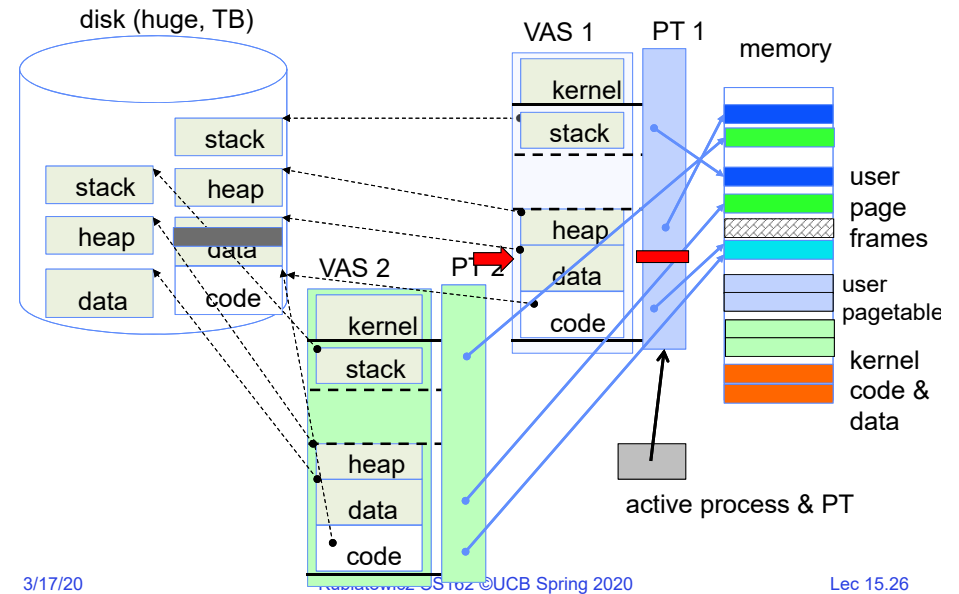 disk (huge, TB)
VAS 1
PT 1
memory
kernel
stack
stack
stack
heap
user
page
frames
heap
heap
data
VAS 2
PT 2
data
user
pagetable
data
code
code
kernel
kernel
code &
data
stack
heap
data
active process & PT
code
3/17/20
Kubiatowicz CS162 ©UCB Spring 2020
Lec 15.26